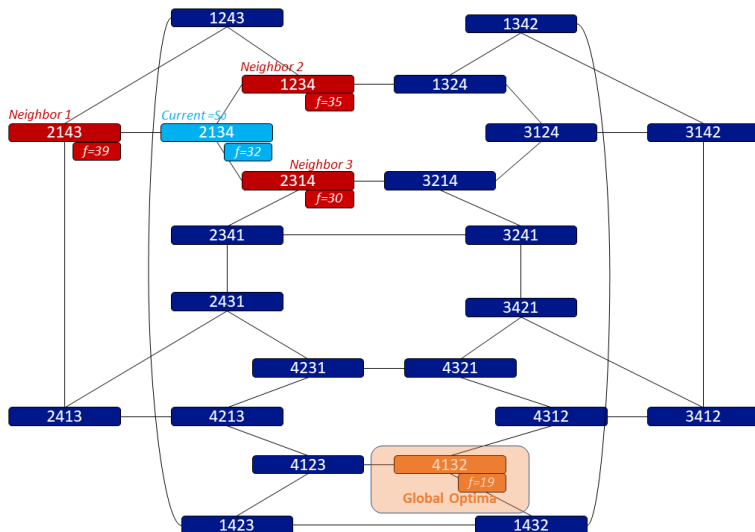 1243
1342
Neighbor 2
1234
1324
f=35
Neighbor 1
Current =S₀
2143
2134
3124
3142
f=39
f=32
Neighbor 3
2314
3214
f=30
2341
3241
2431
3421
4231
4321
2413
4213
4312
3412
4123
4132
f=19
Global Optima
1423
1432